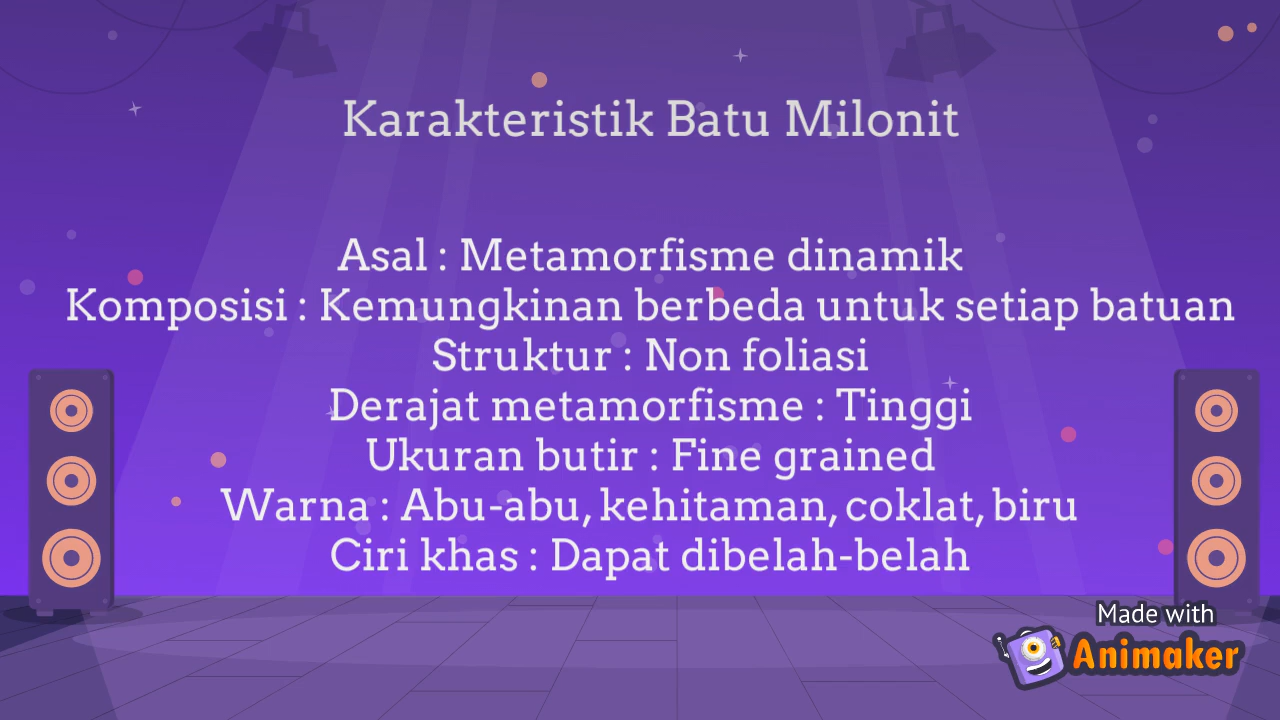 Karakteristik Batu Milonit
Asal : Metamorfisme dinamik
Komposisi : Kemungkinan berbeda untuk setiap batuan
Struktur : Non foliasi
Derajat metamorfisme : Tinggi
Ukuran butir : Fine grained
Warna : Abu-abu, kehitaman, coklat, biru
Ciri khas : Dapat dibelah-belah
Made with
Animaker